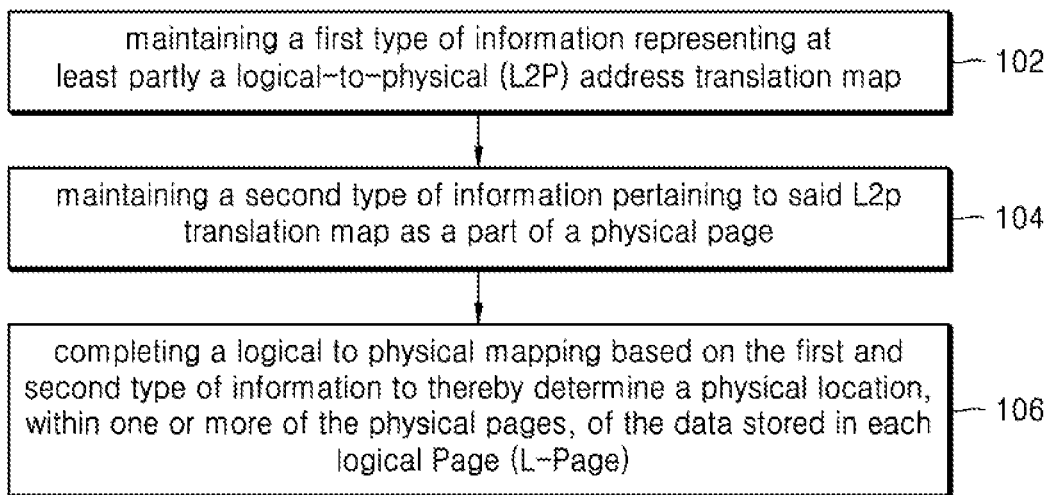 maintaining a first type of information representing at
least partly a logical-to-physical (L2P) address translation map
102
maintaining a second type of information pertaining to said L2p
translation map as a part of a physical page
104
completing a logical to physical mapping based on the first and
second type of information to thereby determine a physical location,
within one or more of the physical pages, of the data stored in each
logical Page (L-Page)
106